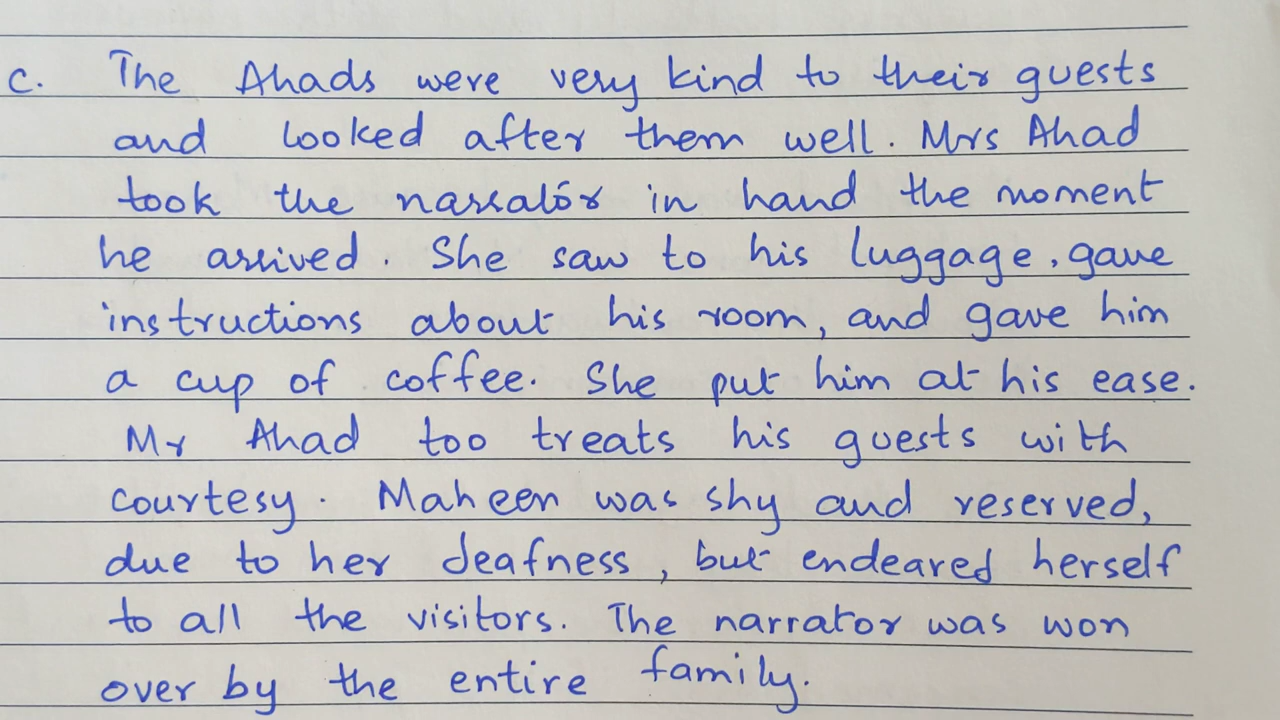 c. The Ahads were very kind to their guests
and looked after them well. Mrs Ahad
took the narrator in hand the moment
he arrived. She saw to his luggage, gave
instructions about his room, and gave him
a cup of coffee. She put him at his ease.
Mr Ahad too treats his guests with
courtesy. Maheen was shy and reserved,
due to her deafness, but endeared herself
to all the visitors. The narrator was won
over by the entire family.